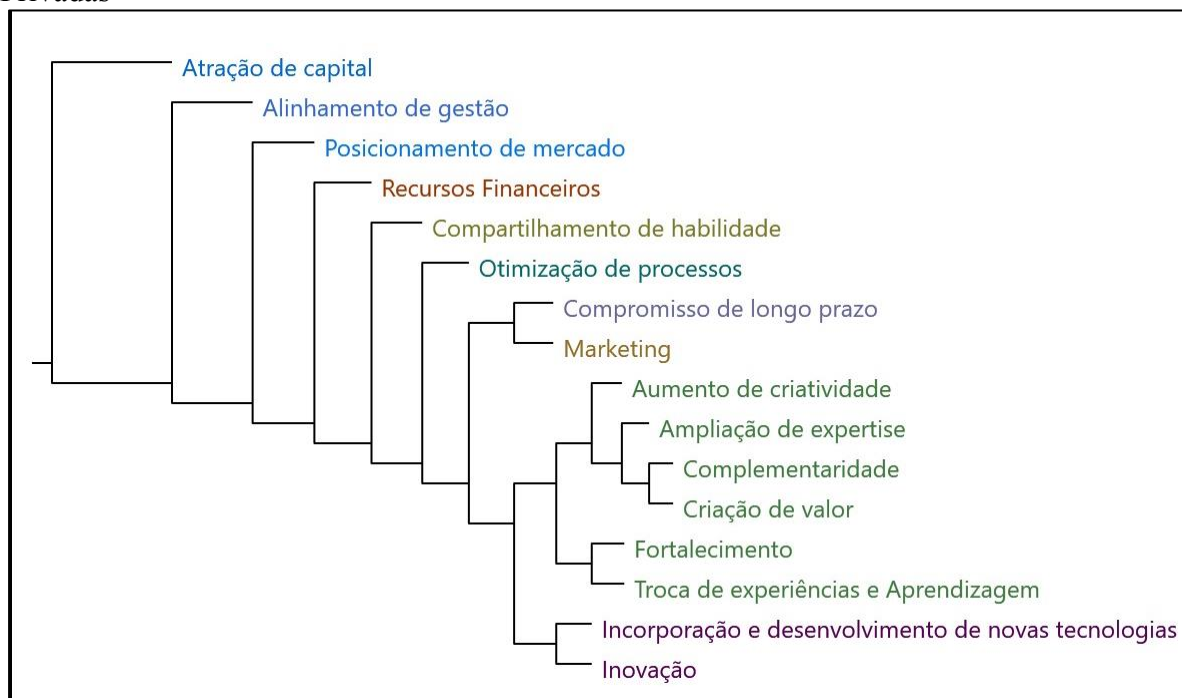 Atração de capital
Alinhamento de gestão
Posicionamento de mercado
Recursos Financeiros
Compartilhamento de habilidade
Otimização de processos
Compromisso de longo prazo
Marketing
Aumento de criatividade
Ampliação de expertise
Complementaridade
Criação de valor
Fortalecimento
Troca de experiências e Aprendizagem
Incorporação e desenvolvimento de novas tecnologias
Inovação